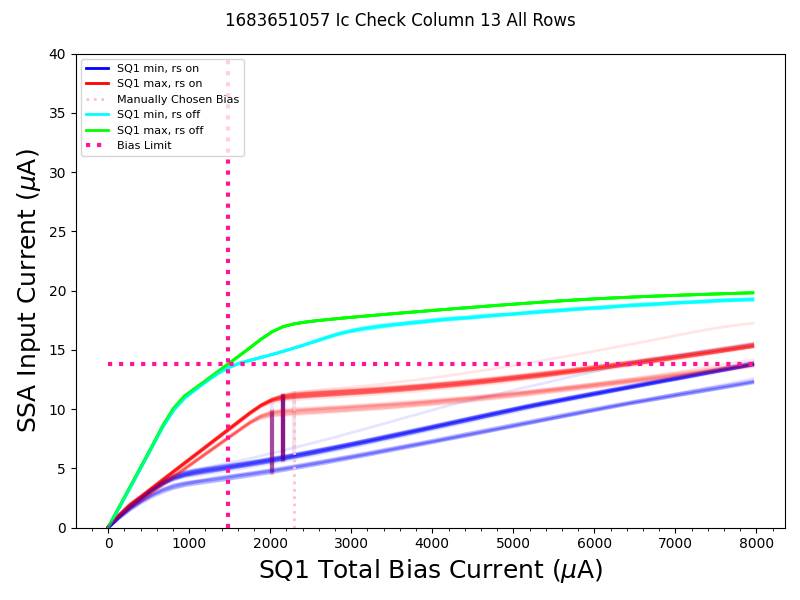 1683651057 Ic Check Column 13 All Rows
40
35
30
25
20
15
10
5
0
SSA Input Current (μA)
SQ1 min, rs on
SQ1 max, rs on
Manually Chosen Bias
SQ1 min, rs off
SQ1 max, rs off
Bias Limit
0 1000 2000 3000 4000 5000 6000 7000 8000
SQ1 Total Bias Current (μA)